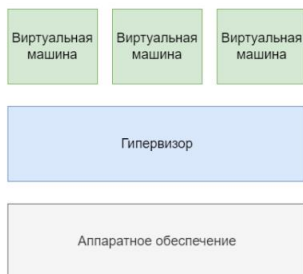 Виртуальная Виртуальная Виртуальная
машина машина машина
Гипервизор
Аппаратное обеспечение